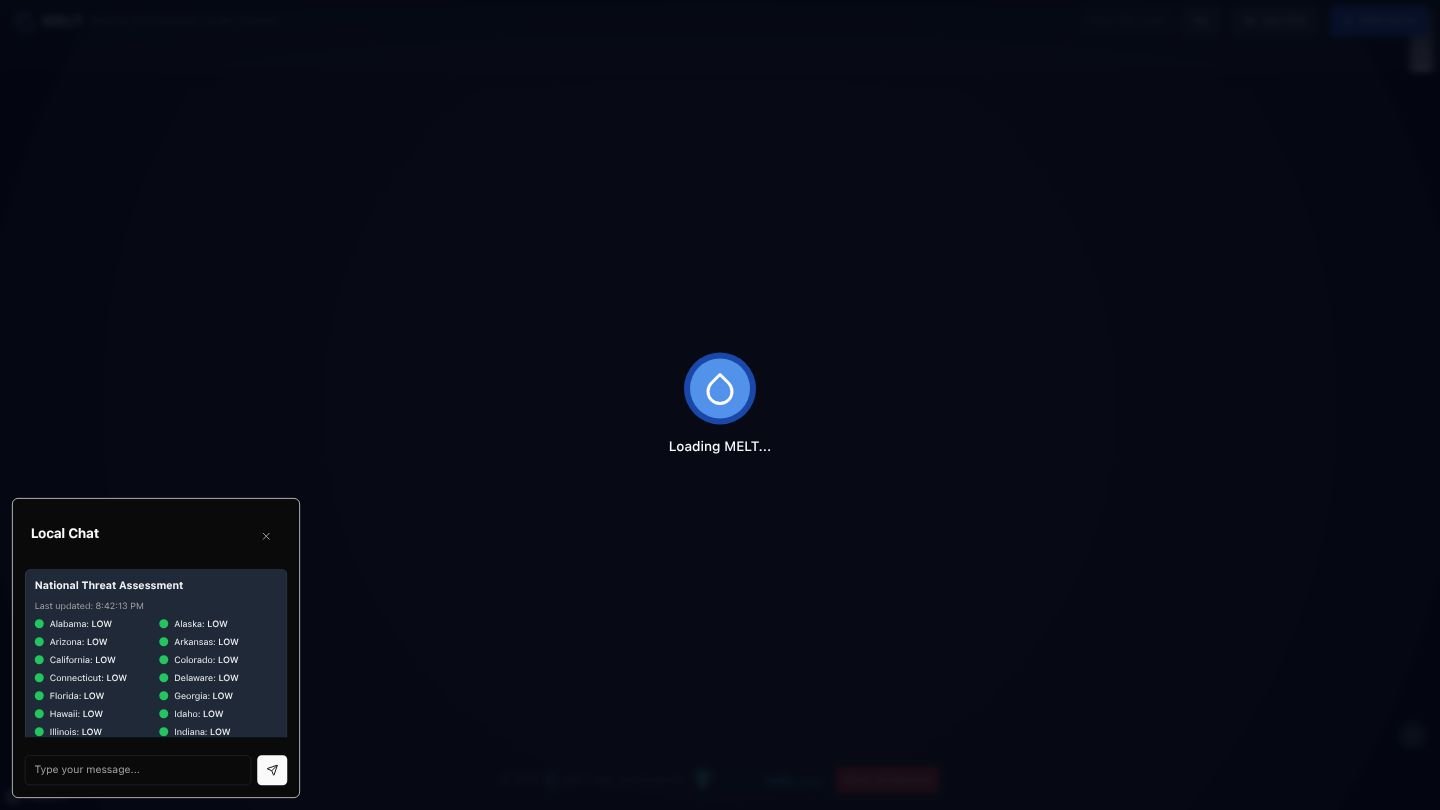 MELT
Loading MELT...
Local Chat
National Threat Assessment
Last updated: 8:42:13 PM
Alabama: LOW
Alaska: LOW
Arizona: LOW
Arkansas: LOW
California: LOW
Colorado: LOW
Connecticut: LOW
Delaware: LOW
Florida: LOW
Georgia: LOW
Hawaii: LOW
Idaho: LOW
Illinois: LOW
Indiana: LOW
Type your message...